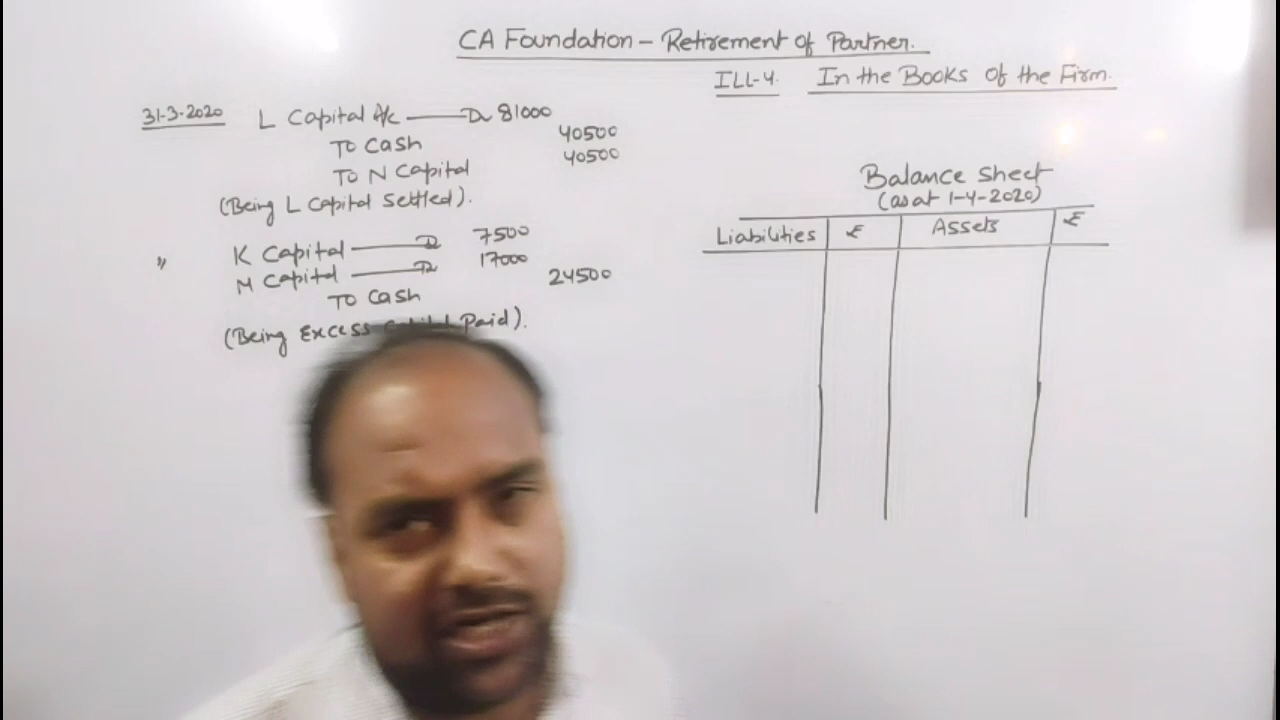 CA Foundation - Retirement of Partner.
ILL-4. In the Books of the Firm.
31-3-2020 L Capital A/c Dr 81000
To Cash 40500
To N Capital 40500
(Being L Capital Settled).
" K Capital Dr 7500
M Capital Dr 17000
To Cash 24500
(Being Excess Capital Paid).
Balance Sheet
(as at 1-4-2020)
Liabilities ₹ Assets ₹